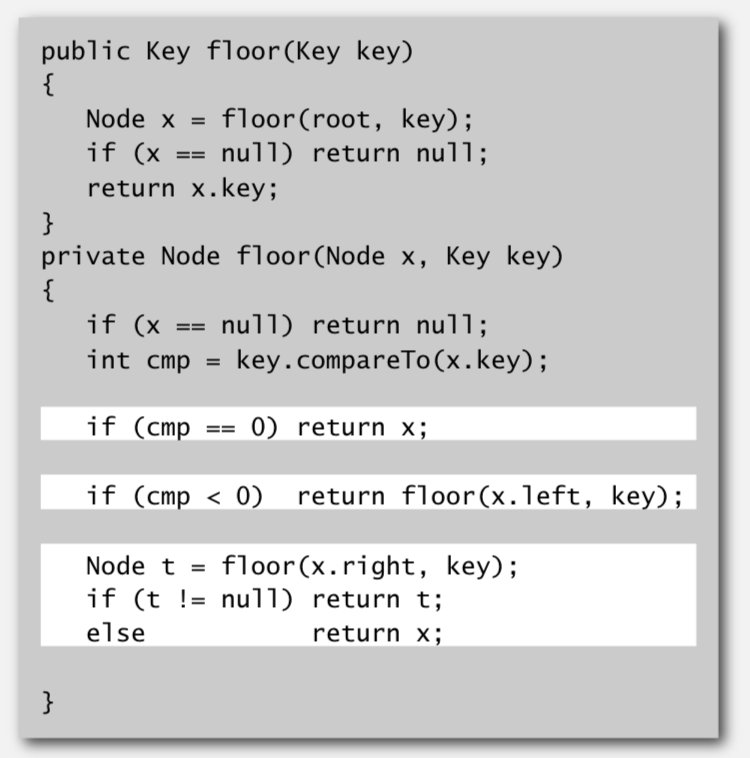 public Key floor(Key key)
{
   Node x = floor(root, key);
   if (x == null) return null;
   return x.key;
}
private Node floor(Node x, Key key)
{
   if (x == null) return null;
   int cmp = key.compareTo(x.key);
   if (cmp == 0) return x;
   if (cmp < 0)  return floor(x.left, key);
   Node t = floor(x.right, key);
   if (t != null) return t;
   else           return x;
}